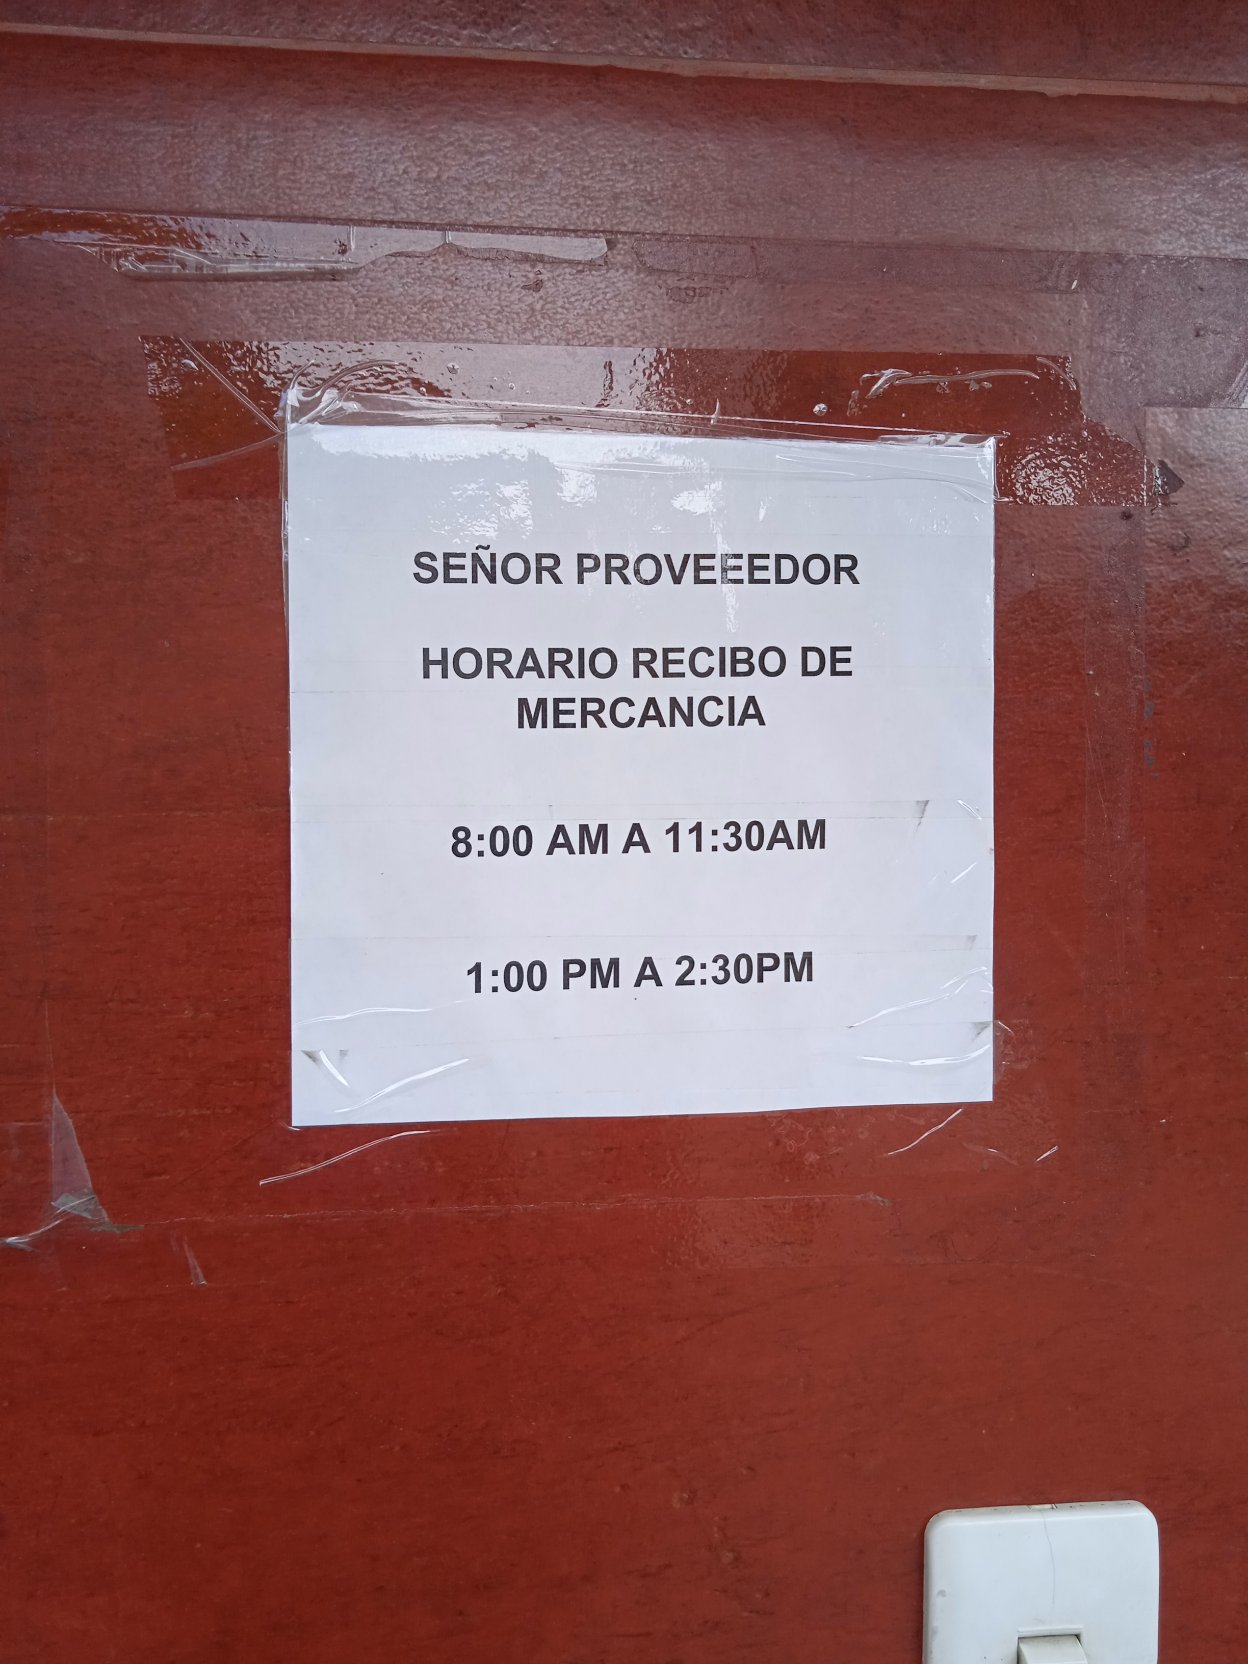 SEÑOR PROVEEEDOR
HORARIO RECIBO DE
MERCANCIA
8:00 AM A 11:30AM
1:00 PM A 2:30PM